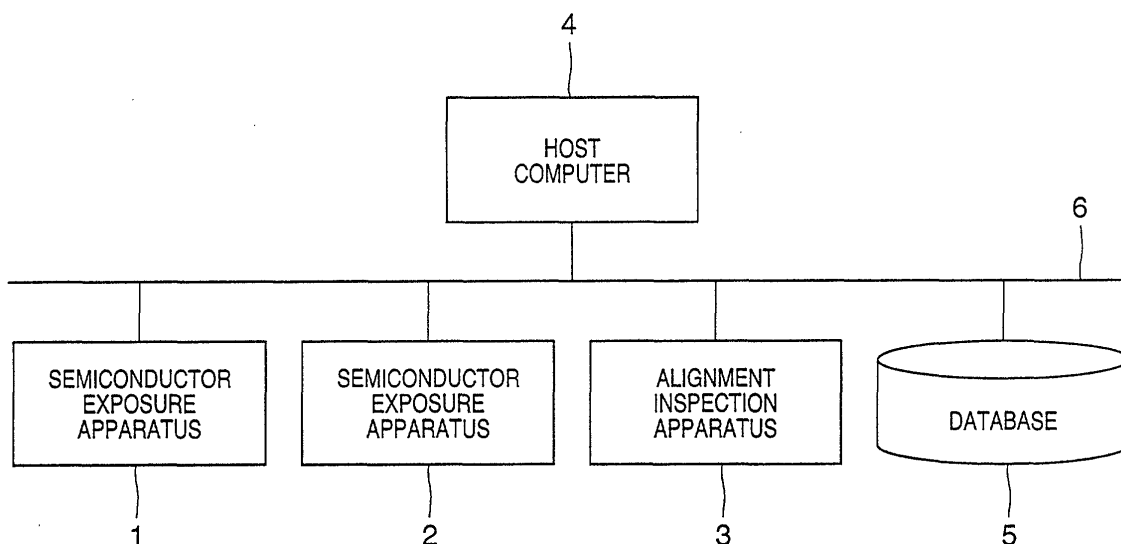 4
HOST
COMPUTER
6
SEMICONDUCTOR
EXPOSURE
APPARATUS
SEMICONDUCTOR
EXPOSURE
APPARATUS
ALIGNMENT
INSPECTION
APPARATUS
DATABASE
1
2
3
5